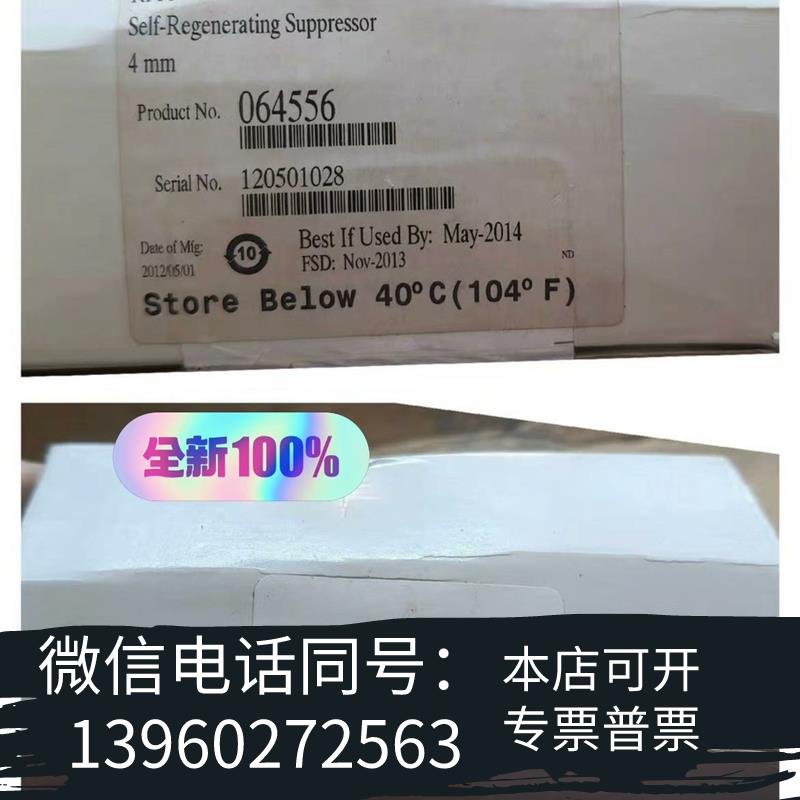 Self-Regenerating Suppressor
4 mm
Product No. 064556
Serial No. 120501028
Date of Mfg:
2012/05/01
10
Best If Used By: May-2014
FSD: Nov-2013
ND
Store Below 40°C(104°F)
全新100%
微信电话同号：
13960272563
本店可开
专票普票